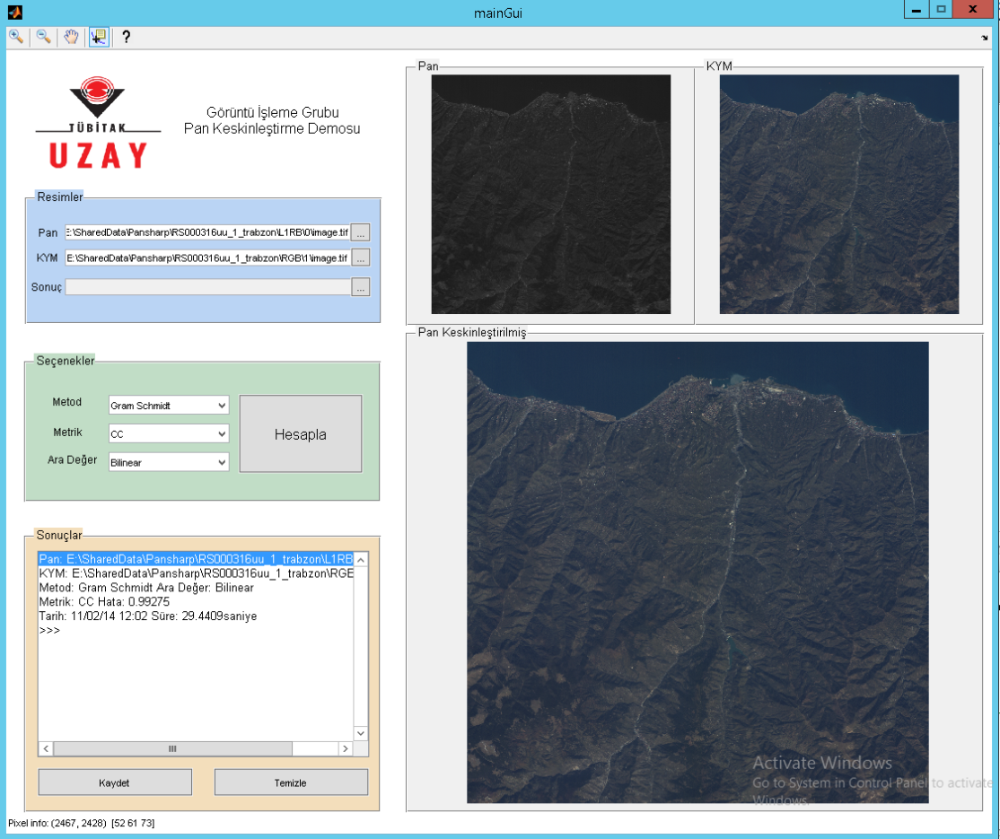 mainGui
?
TÜBİTAK
UZAY
Görüntü İşleme Grubu
Pan Keskinleştirme Demosu
Resimler
Pan E:\SharedData\Pansharp\RS000316uu_1_trabzon\L1RB\0\image.tif ...
KYM E:\SharedData\Pansharp\RS000316uu_1_trabzon\RGB\1\image.tif ...
Sonuç ...
Seçenekler
Metod Gram Schmidt
Metrik CC
Ara Değer Bilinear
Hesapla
Sonuçlar
Pan: E:\SharedData\Pansharp\RS000316uu_1_trabzon\L1RB
KYM: E:\SharedData\Pansharp\RS000316uu_1_trabzon\RGE
Metod: Gram Schmidt Ara Değer: Bilinear
Metrik: CC Hata: 0.99275
Tarih: 11/02/14 12:02 Süre: 29.4409saniye
>>>
Kaydet Temizle
Pixel info: (2467, 2428) [52 61 73]
Pan
KYM
Pan Keskinleştirilmiş
Activate Windows
Go to System in Control Panel to activate
Windows.